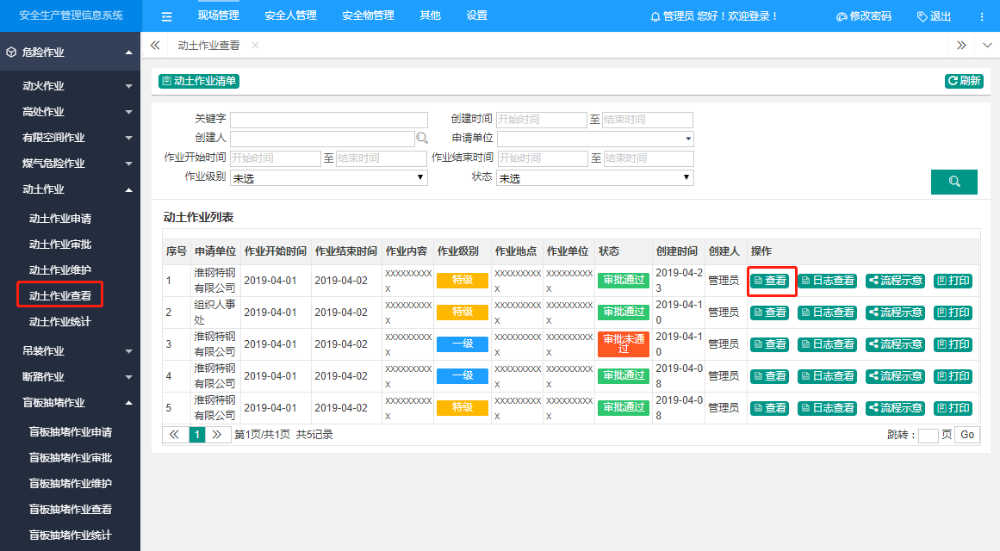 安全生产管理信息系统 现场管理 安全人管理 安全物管理 其他 设置 管理员 您好！欢迎登录！ 修改密码 退出
危险作业
动火作业
高处作业
有限空间作业
煤气危险作业
动土作业
动土作业申请
动土作业审批
动土作业维护
动土作业查看
动土作业统计
吊装作业
断路作业
盲板抽堵作业
盲板抽堵作业申请
盲板抽堵作业审批
盲板抽堵作业维护
盲板抽堵作业查看
盲板抽堵作业统计
动土作业查看
动土作业清单 刷新
关键字 创建时间 开始时间 至 结束时间
创建人 申请单位
作业开始时间 开始时间 至 结束时间 作业结束时间 开始时间 至 结束时间
作业级别 未选 状态 未选
动土作业列表
序号 申请单位 作业开始时间 作业结束时间 作业内容 作业级别 作业地点 作业单位 状态 创建时间 创建人 操作
1 淮钢特钢有限公司 2019-04-01 2019-04-02 xxxxxxxxxx 特级 xxxxxxxxxx xxxxxxxxxx 审批通过 2019-04-23 管理员 查看 日志查看 流程示意 打印
2 组织人事处 2019-04-01 2019-04-02 xxxxxxxxxx 特级 xxxxxxxxxx xxxxxxxxxx 审批通过 2019-04-10 管理员 查看 日志查看 流程示意 打印
3 淮钢特钢有限公司 2019-04-01 2019-04-02 xxxxxxxxxx 一级 xxxxxxxxxx xxxxxxxxxx 审批未通过 2019-04-10 管理员 查看 日志查看 流程示意 打印
4 淮钢特钢有限公司 2019-04-01 2019-04-02 xxxxxxxxxx 一级 xxxxxxxxxx xxxxxxxxxx 审批通过 2019-04-08 管理员 查看 日志查看 流程示意 打印
5 淮钢特钢有限公司 2019-04-01 2019-04-02 xxxxxxxxxx 特级 xxxxxxxxxx xxxxxxxxxx 审批通过 2019-04-08 管理员 查看 日志查看 流程示意 打印
1 第1页/共1页 共5记录 跳转： 页 Go